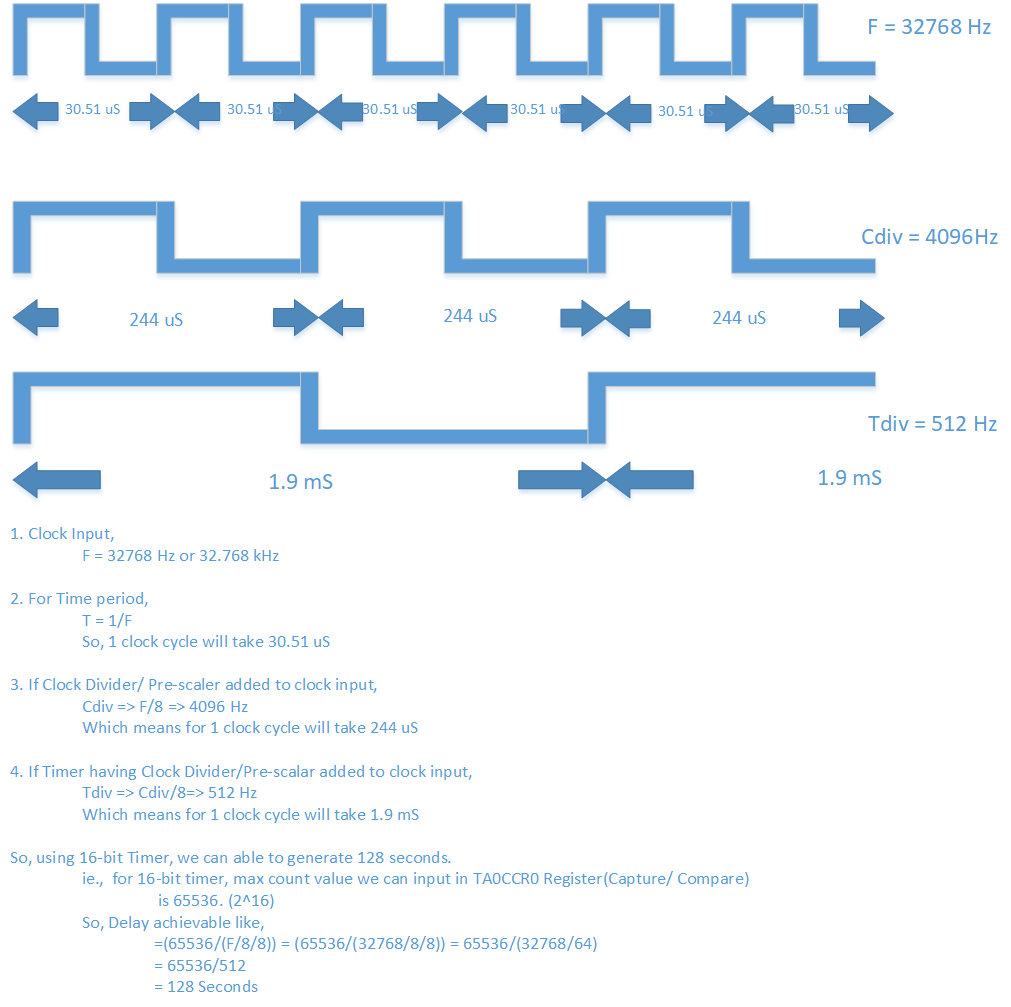 F = 32768 Hz
30.51 uS 30.51 uS 30.51 uS 30.51 uS 30.51 uS 30.51 uS
Cdiv = 4096Hz
244 uS 244 uS 244 uS
Tdiv = 512 Hz
1.9 mS 1.9 mS
1. Clock Input,
F = 32768 Hz or 32.768 kHz
2. For Time period,
T = 1/F
So, 1 clock cycle will take 30.51 uS
3. If Clock Divider/ Pre-scaler added to clock input,
Cdiv => F/8 => 4096 Hz
Which means for 1 clock cycle will take 244 uS
4. If Timer having Clock Divider/Pre-scalar added to clock input,
Tdiv => Cdiv/8=> 512 Hz
Which means for 1 clock cycle will take 1.9 mS
So, using 16-bit Timer, we can able to generate 128 seconds.
ie., for 16-bit timer, max count value we can input in TA0CCR0 Register(Capture/ Compare)
is 65536. (2^16)
So, Delay achievable like,
=(65536/(F/8/8)) = (65536/(32768/8/8)) = 65536/(32768/64)
= 65536/512
= 128 Seconds